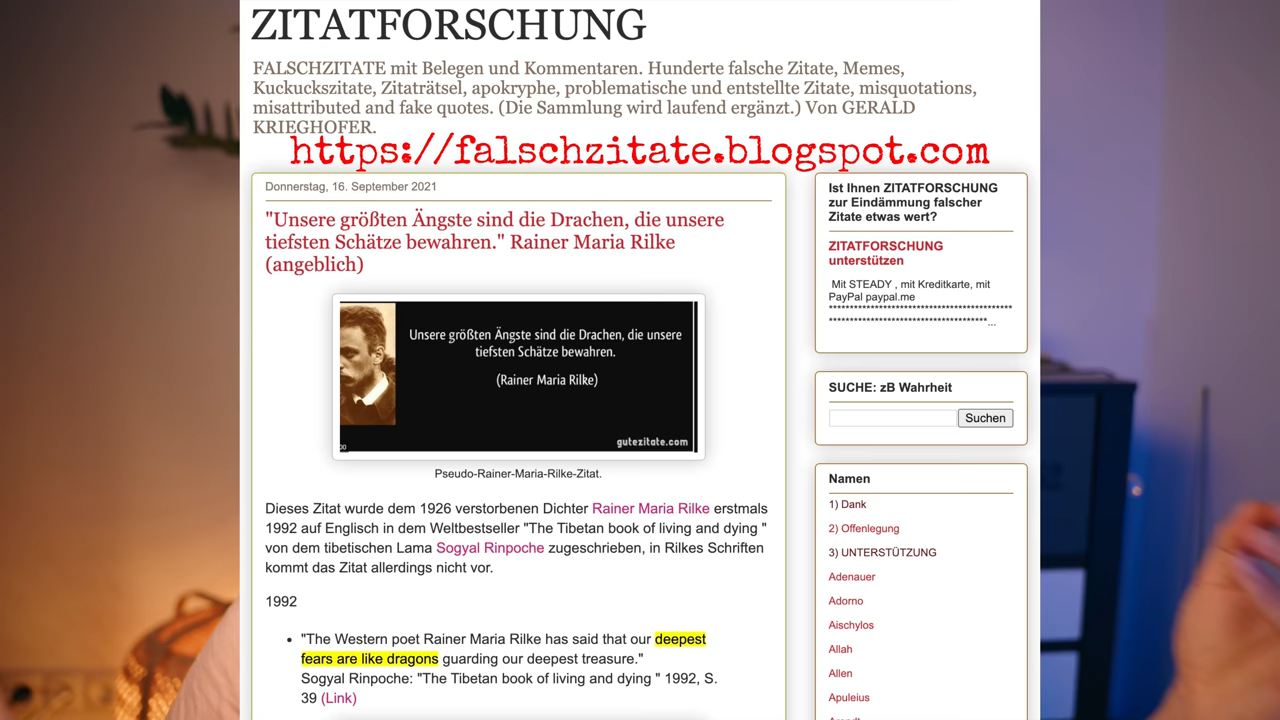 ZITATFORSCHUNG
FALSCHZITATE mit Belegen und Kommentaren. Hunderte falsche Zitate, Memes,
Kuckuckszitate, Zitaträtsel, apokryphe, problematische und entstellte Zitate, misquotations,
misattributed and fake quotes. (Die Sammlung wird laufend ergänzt.) Von GERALD
KRIEGHOFER.
https://falschzitate.blogspot.com
Donnerstag, 16. September 2021
"Unsere größten Ängste sind die Drachen, die unsere
tiefsten Schätze bewahren." Rainer Maria Rilke
(angeblich)
Unsere größten Ängste sind die Drachen, die unsere
tiefsten Schätze bewahren.
(Rainer Maria Rilke)
gutezitate.com
Pseudo-Rainer-Maria-Rilke-Zitat.
Dieses Zitat wurde dem 1926 verstorbenen Dichter Rainer Maria Rilke erstmals
1992 auf Englisch in dem Weltbestseller "The Tibetan book of living and dying "
von dem tibetischen Lama Sogyal Rinpoche zugeschrieben, in Rilkes Schriften
kommt das Zitat allerdings nicht vor.
1992
• "The Western poet Rainer Maria Rilke has said that our deepest
fears are like dragons guarding our deepest treasure."
Sogyal Rinpoche: "The Tibetan book of living and dying " 1992, S.
39 (Link)
Ist Ihnen ZITATFORSCHUNG
zur Eindämmung falscher
Zitate etwas wert?
ZITATFORSCHUNG
unterstützen
Mit STEADY , mit Kreditkarte, mit
PayPal paypal.me
********************************************
**************************************...
SUCHE: zB Wahrheit
Suchen
Namen
1) Dank
2) Offenlegung
3) UNTERSTÜTZUNG
Adenauer
Adorno
Aischylos
Allah
Allen
Apuleius